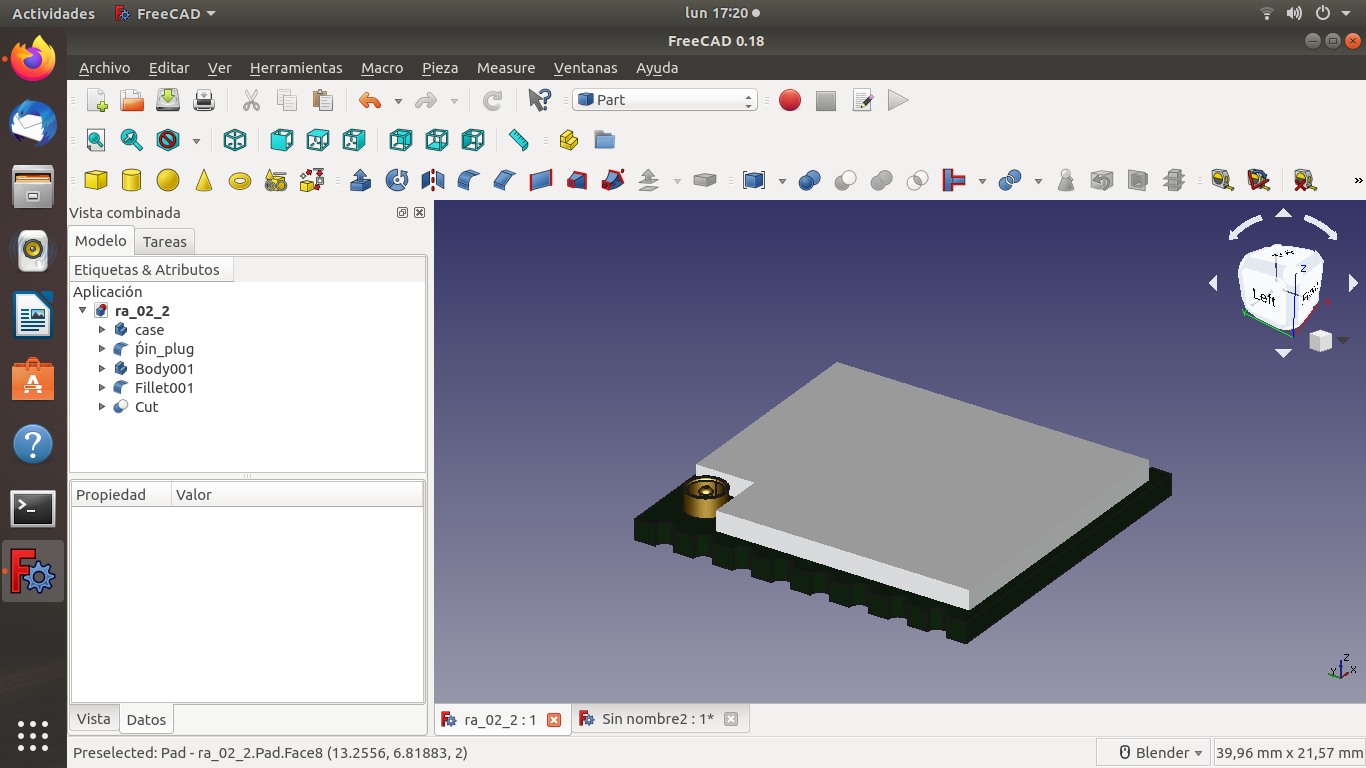 Actividades FreeCAD lun 17:20
FreeCAD 0.18
Archivo Editar Ver Herramientas Macro Pieza Measure Ventanas Ayuda
Part
Vista combinada
Modelo Tareas
Etiquetas & Atributos
Aplicación
ra_02_2
case
ṕin_plug
Body001
Fillet001
Cut
Propiedad Valor
Vista Datos
Z
Left
Z
Y X
ra_02_2 : 1 Sin nombre2 : 1*
Preselected: Pad - ra_02_2.Pad.Face8 (13.2556, 6.81883, 2) Blender 39,96 mm x 21,57 mm